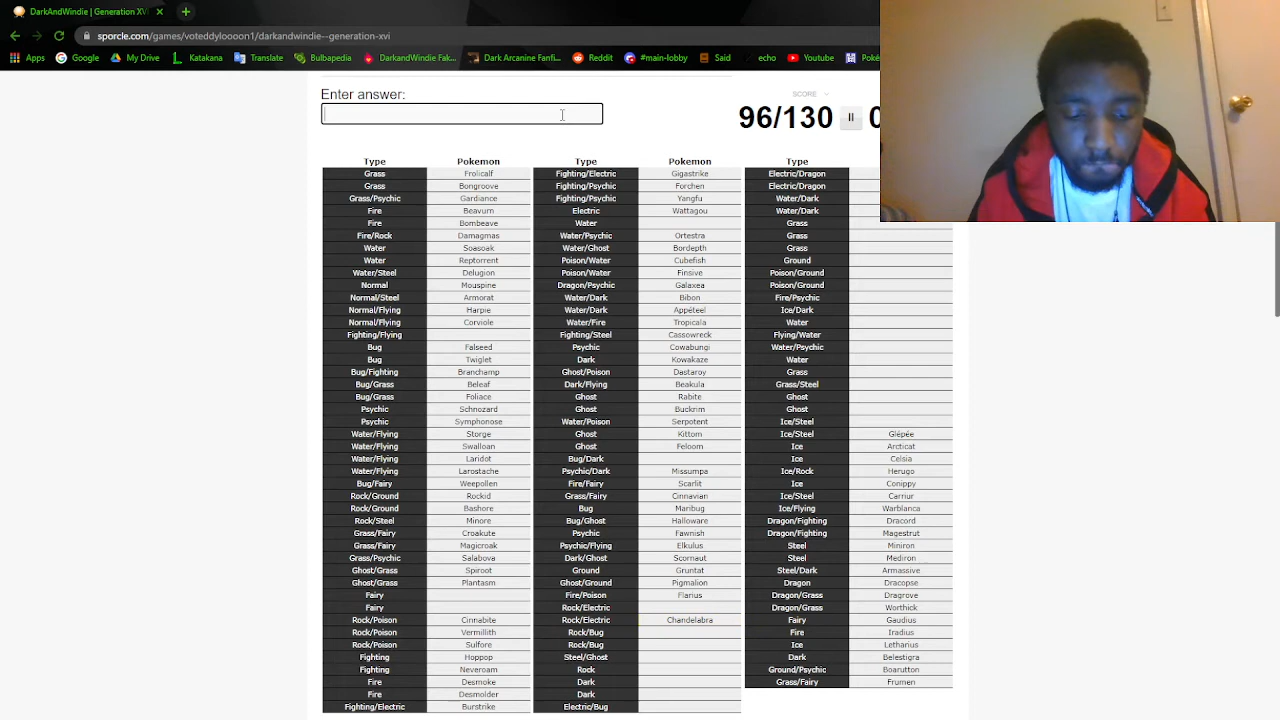 DarkAndWindie | Generation XVI
sporcle.com/games/voteddyloooon1/darkandwindie--generation-xvi
Apps Google My Drive Katakana Translate Bulbapedia DarkandWindie Fak... Dark Arcanine Fanfi... Reddit #main-lobby Said echo Youtube
Enter answer:
SCORE
96/130
Type Pokemon Type Pokemon Type
Grass Frolicalf Fighting/Electric Gigastrike Electric/Dragon
Grass Bongroove Fighting/Psychic Forchen Electric/Dragon
Grass/Psychic Gardiance Fighting/Psychic Yangfu Water/Dark
Fire Beavum Electric Wattagou Water/Dark
Fire Bombeave Water Grass
Fire/Rock Damagmas Water/Psychic Ortestra Grass
Water Soasoak Water/Ghost Bordepth Grass
Water Reptorrent Poison/Water Cubefish Ground
Water/Steel Delugion Poison/Water Finsive Poison/Ground
Normal Mouspine Dragon/Psychic Galaxea Poison/Ground
Normal/Steel Armorat Water/Dark Bibon Fire/Psychic
Normal/Flying Harpie Water/Dark Appéteel Ice/Dark
Normal/Flying Corviole Water/Fire Tropicala Water
Fighting/Flying Fighting/Steel Cassowreck Flying/Water
Bug Falseed Psychic Cowabungi Water/Psychic
Bug Twiglet Dark Kowakaze Water
Bug/Fighting Branchamp Ghost/Poison Dastaroy Grass
Bug/Grass Beleaf Dark/Flying Beakula Grass/Steel
Bug/Grass Foliace Ghost Rabite Ghost
Psychic Schnozard Ghost Buckrim Ghost
Psychic Symphonose Water/Poison Serpotent Ice/Steel
Water/Flying Storge Ghost Kittom Ice/Steel Glépée
Water/Flying Swalloan Ghost Feloom Ice Arcticat
Water/Flying Laridot Bug/Dark Ice Celsia
Water/Flying Larostache Psychic/Dark Missumpa Ice/Rock Herugo
Bug/Fairy Weepollen Fire/Fairy Scarlit Ice Conippy
Rock/Ground Rockid Grass/Fairy Cinnavian Ice/Steel Carriur
Rock/Ground Bashore Bug Maribug Ice/Flying Warblanca
Rock/Steel Minore Bug/Ghost Halloware Dragon/Fighting Dracord
Grass/Fairy Croakute Psychic Fawnish Dragon/Fighting Magestrut
Grass/Fairy Magicroak Psychic/Flying Elkulus Steel Miniron
Grass/Psychic Salabova Dark/Ghost Scornaut Steel Mediron
Ghost/Grass Spiroot Ground Gruntat Steel/Dark Armassive
Ghost/Grass Plantasm Ghost/Ground Pigmalion Dragon Dracopse
Fairy Fire/Poison Flarius Dragon/Grass Dragrove
Fairy Rock/Electric Dragon/Grass Worthick
Rock/Poison Cinnabite Rock/Electric Chandelabra Fairy Gaudius
Rock/Poison Vermillith Rock/Bug Fire Iradius
Rock/Poison Sulfore Rock/Bug Ice Letharius
Fighting Hoppop Steel/Ghost Dark Belestigra
Fighting Neveroam Rock Ground/Psychic Boarutton
Fire Desmoke Dark Grass/Fairy Frumen
Fire Desmolder Dark
Fighting/Electric Burstrike Electric/Bug